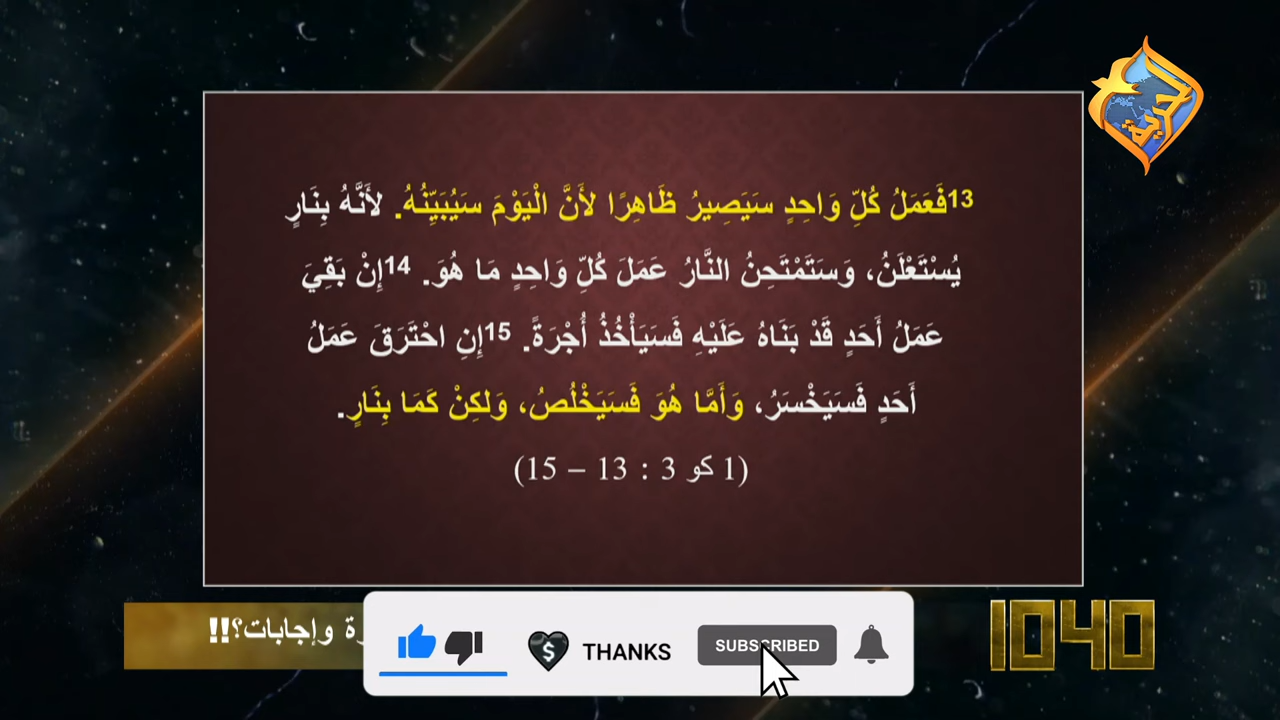 الحرية
13فَعَمَلُ كُلِّ وَاحِدٍ سَيَصِيرُ ظَاهِرًا لأَنَّ الْيَوْمَ سَيُبَيِّنُهُ. لأَنَّهُ بِنَارٍ
يُسْتَعْلَنُ، وَسَتَمْتَحِنُ النَّارُ عَمَلَ كُلِّ وَاحِدٍ مَا هُوَ. 14إِنْ بَقِيَ
عَمَلُ أَحَدٍ قَدْ بَنَاهُ عَلَيْهِ فَسَيَأْخُذُ أُجْرَةً. 15إِنِ احْتَرَقَ عَمَلُ
أَحَدٍ فَسَيَخْسَرُ، وَأَمَّا هُوَ فَسَيَخْلُصُ، وَلكِنْ كَمَا بِنَارٍ.
(1 كو 3 : 13 – 15)
وإجابات؟!!
THANKS
SUBSCRIBED
1040